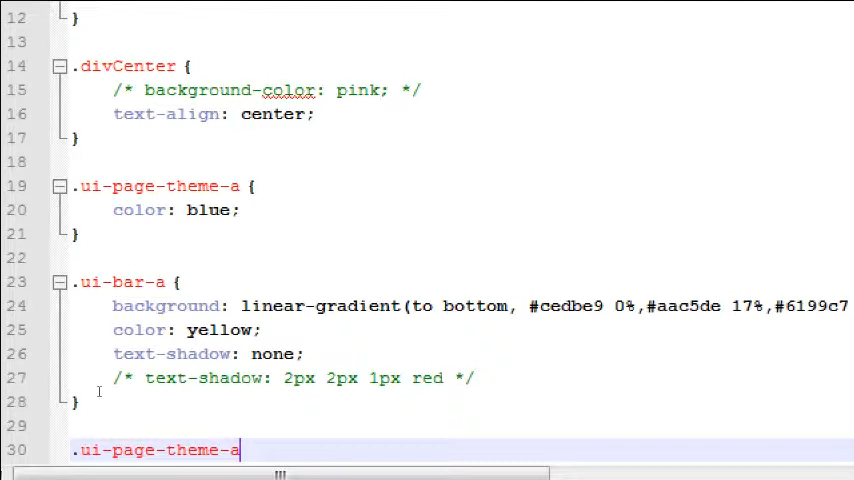 12 }
13
14 .divCenter {
15 /* background-color: pink; */
16 text-align: center;
17 }
18
19 .ui-page-theme-a {
20 color: blue;
21 }
22
23 .ui-bar-a {
24 background: linear-gradient(to bottom, #cedbe9 0%,#aac5de 17%,#6199c7
25 color: yellow;
26 text-shadow: none;
27 /* text-shadow: 2px 2px 1px red */
28 }
29
30 .ui-page-theme-a